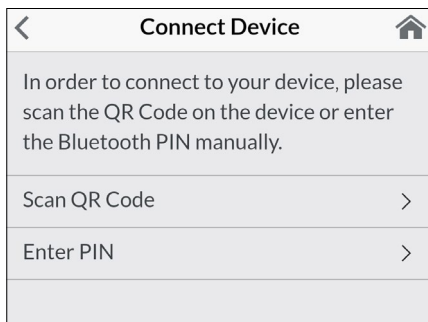 Connect Device
In order to connect to your device, please
scan the QR Code on the device or enter
the Bluetooth PIN manually.
Scan QR Code
Enter PIN